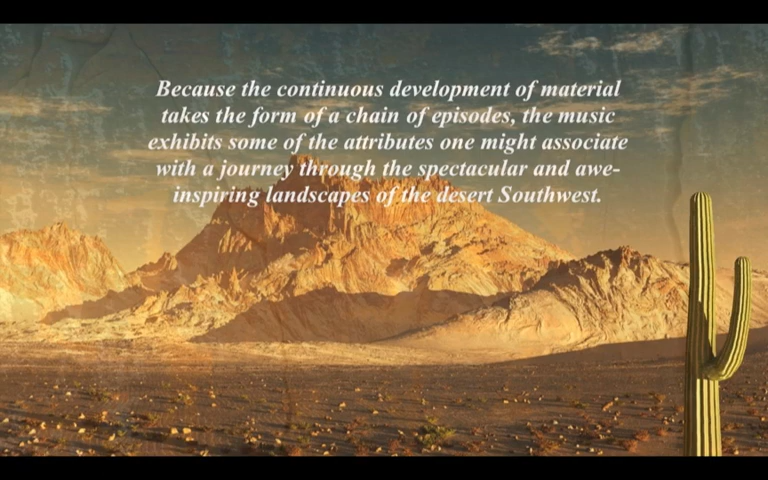 Because the continuous development of material
takes the form of a chain of episodes, the music
exhibits some of the attributes one might associate
with a journey through the spectacular and awe-
inspiring landscapes of the desert Southwest.